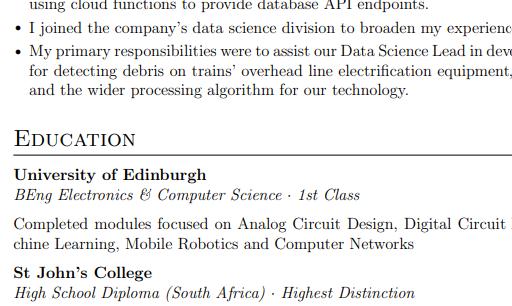 using cloud functions to provide database API endpoints.
• I joined the company's data science division to broaden my experienc
• My primary responsibilities were to assist our Data Science Lead in deve
for detecting debris on trains' overhead line electrification equipment,
and the wider processing algorithm for our technology.
EDUCATION
University of Edinburgh
BEng Electronics & Computer Science · 1st Class
Completed modules focused on Analog Circuit Design, Digital Circuit
chine Learning, Mobile Robotics and Computer Networks
St John's College
High School Diploma (South Africa) · Highest Distinction